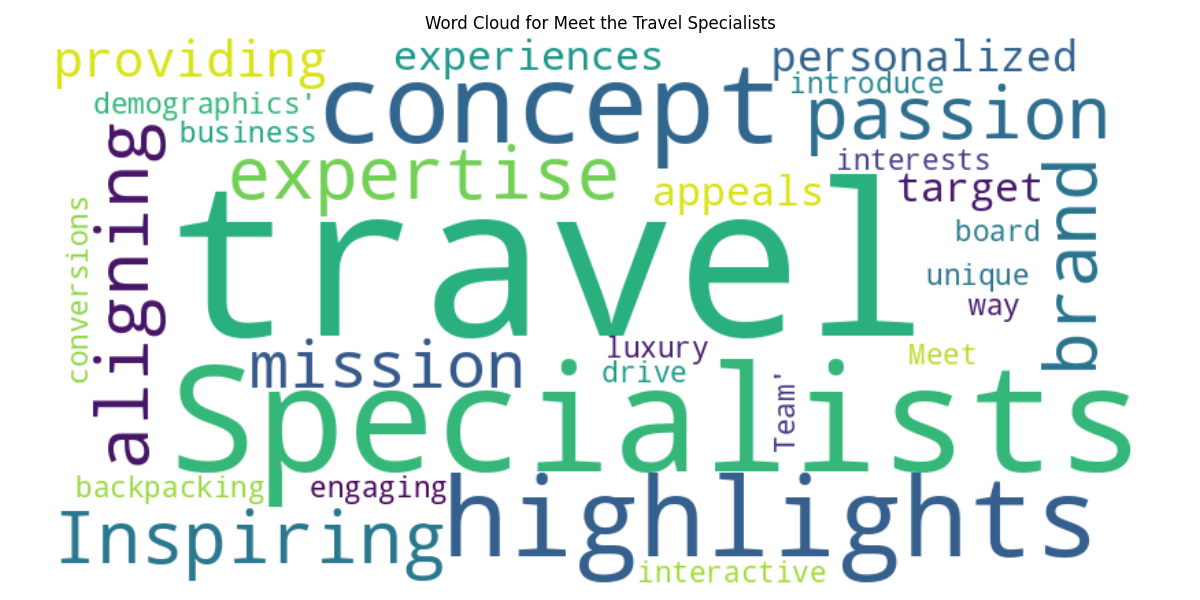 Word Cloud for Meet the Travel Specialists
providing
experiences
personalized
introduce
demographics'
concept
passion
business
expertise
interests
appeals
target
aligning
travel
brand
board
conversions
unique
way
mission
luxury
Meet
drive
Specialists
Team'
backpacking
engaging
highlights
Inspiring
interactive